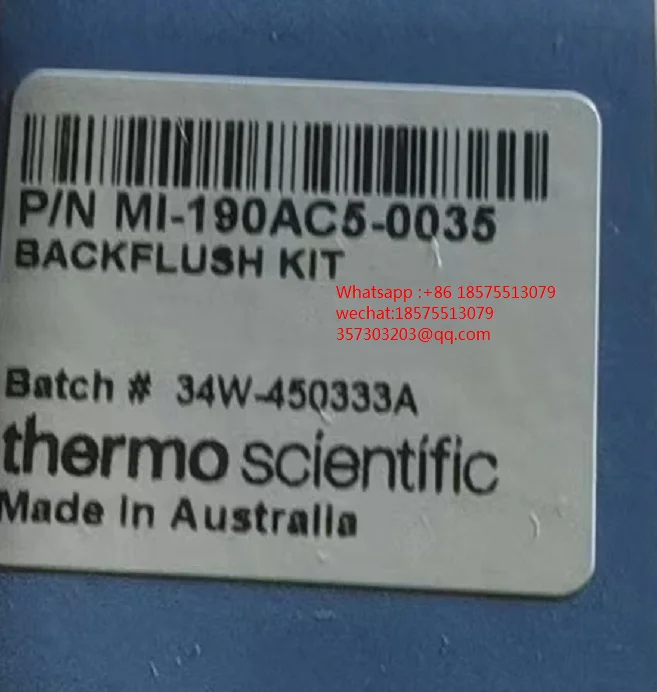 P/N MI-190AC5-0035
BACKFLUSH KIT
Whatsapp :+86 18575513079
wechat:18575513079
357303203@qq.com
Batch # 34W-450333A
thermo scientific
Made in Australia